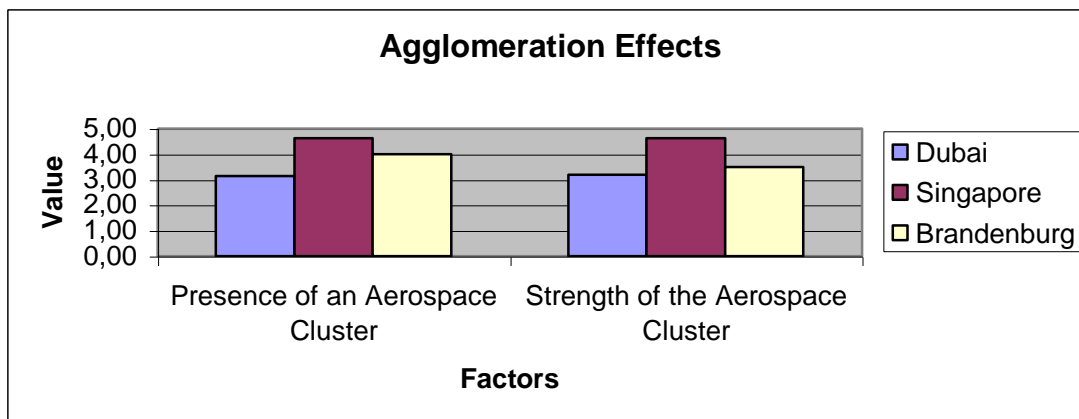 Agglomeration Effects
5,00
4,00
3,00
2,00
1,00
0,00
Value
Presence of an Aerospace
Cluster
Strength of the Aerospace
Cluster
Factors
Dubai
Singapore
Brandenburg